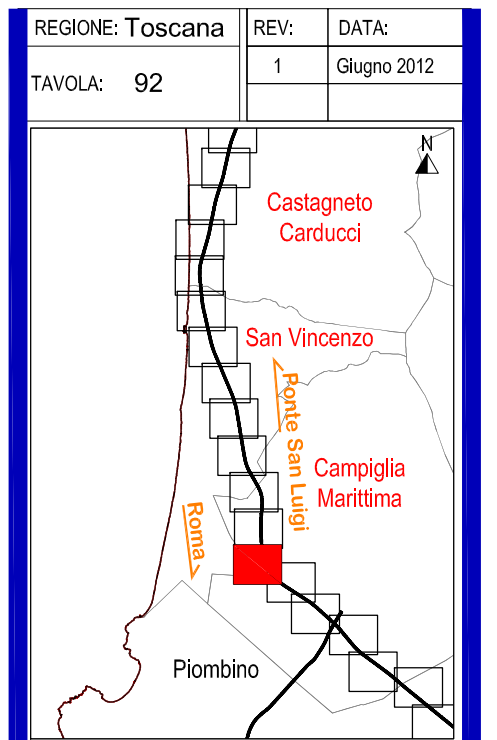 REGIONE: Toscana
REV:
DATA:
TAVOLA: 92
1
Giugno 2012
N
Castagneto
Carducci
San Vincenzo
Ponte San Luigi
Campiglia
Marittima
Roma
Piombino